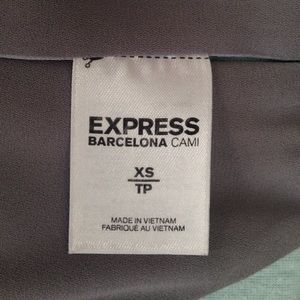 EXPRESS
BARCELONA CAMI
XS
TP
MADE IN VIETNAM
FABRIQUÉ AU VIETNAM